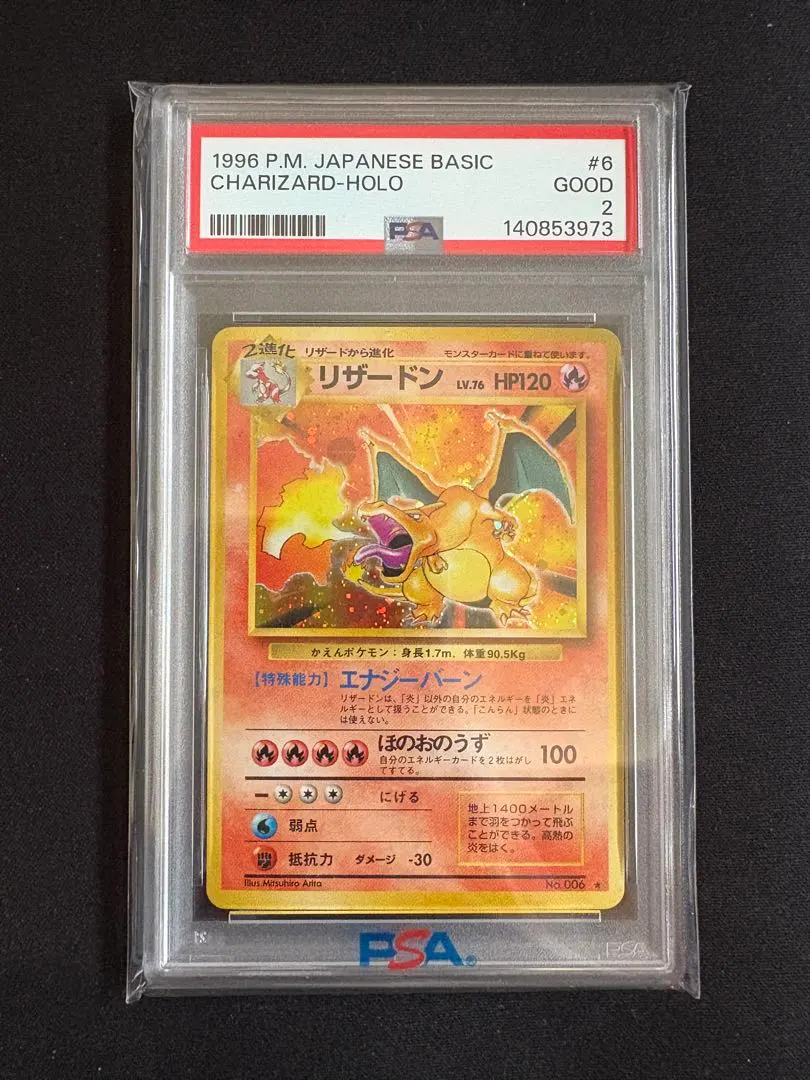 1996 P.M. JAPANESE BASIC #6
CHARIZARD-HOLO GOOD
2
PSA 140853973
2進化 リザードから進化 モンスターカードに重ねて使います。
リザードン LV.76 HP120
かえんポケモン：身長1.7m．体重90.5Kg
【特殊能力】エナジーバーン
リザードンは、「炎」以外の自分のエネルギーを「炎」エネ
ルギーとして扱うことができる。「こんらん」状態のときに
は使えない。
ほのおのうず 100
自分のエネルギーカードを2枚はがし
てすてる。
ー にげる
弱点
抵抗力 ダメージ -30
地上1400メートル
まで羽をつかって飛ぶ
ことができる。高熱の
炎をはく。
Illus.Mitsuhiro Arita No.006 ★
PSA®
PSA